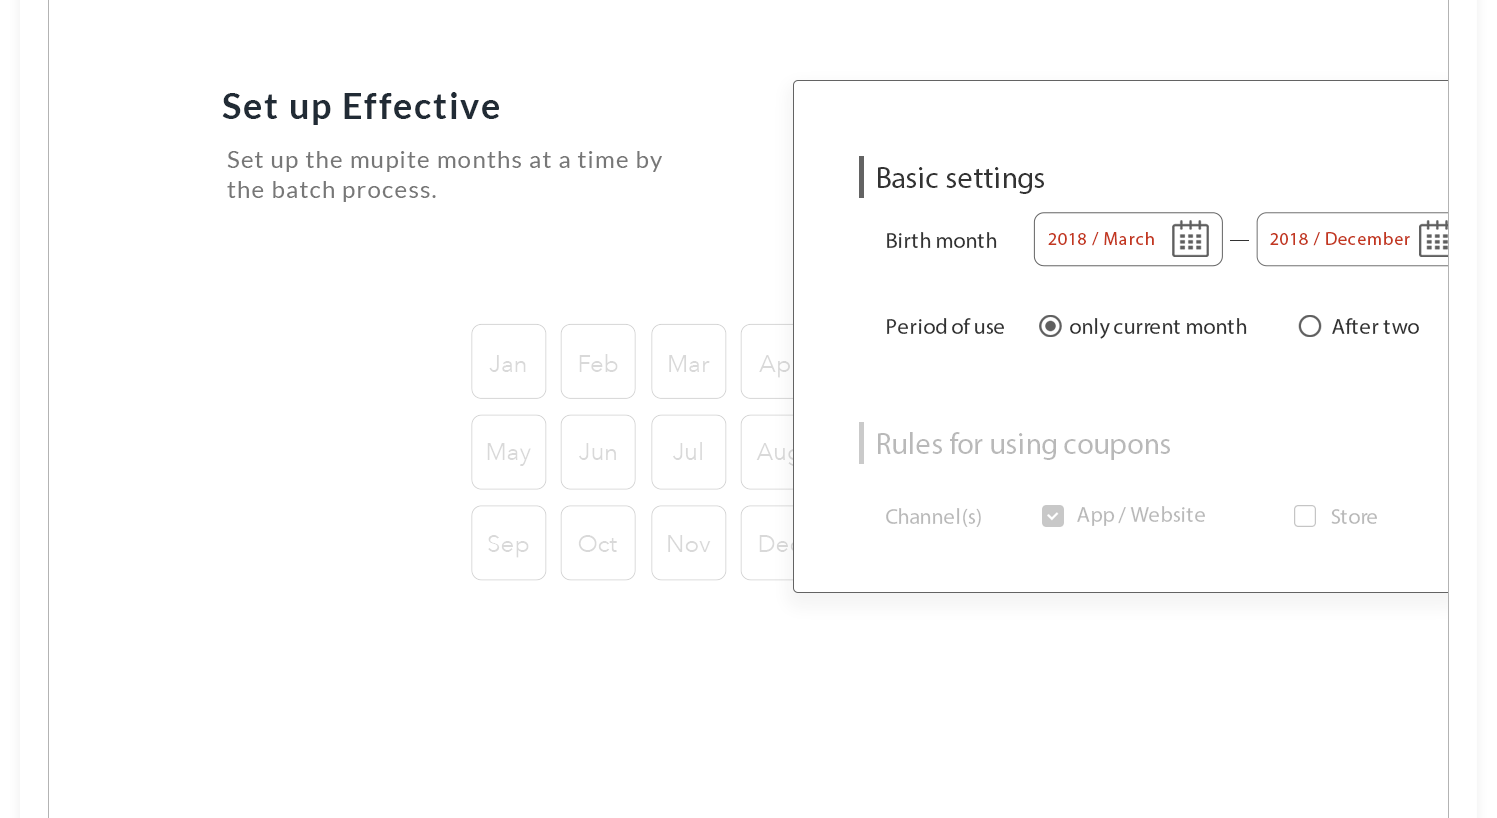 Set up Effective
Set up the mupite months at a time by
the batch process.
Basic settings
Birth month 2018 / March — 2018 / December
Period of use only current month After two
Jan Feb Mar Ap
May Jun Jul Aug
Sep Oct Nov Dec
Rules for using coupons
Channel(s) App / Website Store